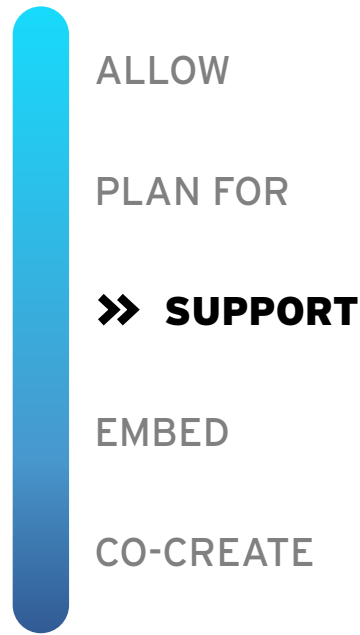 ALLOW
PLAN FOR
» SUPPORT
EMBED
CO-CREATE